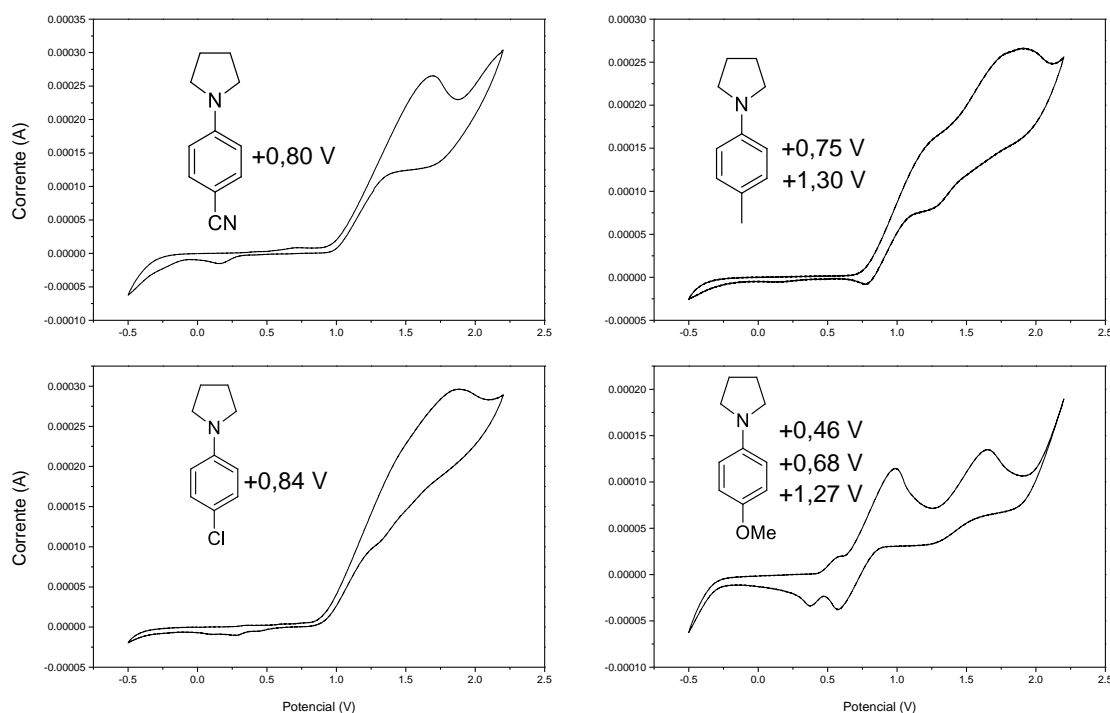 0.00035
0.00030
0.00025
0.00020
0.00015
0.00010
0.00005
0.00000
-0.00005
-0.00010
Corrente (A)
N
CN
+0,80 V
-0.5 0.0 0.5 1.0 1.5 2.0 2.5
0.00030
0.00025
0.00020
0.00015
0.00010
0.00005
0.00000
-0.00005
N
+0,75 V
+1,30 V
-0.5 0.0 0.5 1.0 1.5 2.0 2.5
0.00030
0.00025
0.00020
0.00015
0.00010
0.00005
0.00000
-0.00005
Corrente (A)
N
Cl
+0,84 V
-0.5 0.0 0.5 1.0 1.5 2.0 2.5
Potencial (V)
0.00020
0.00015
0.00010
0.00005
0.00000
-0.00005
-0.00010
N
OMe
+0,46 V
+0,68 V
+1,27 V
-0.5 0.0 0.5 1.0 1.5 2.0 2.5
Potencial (V)